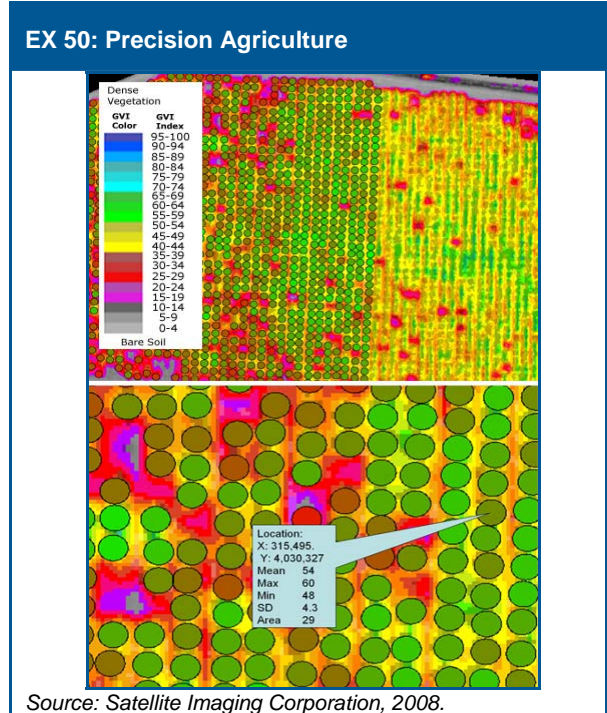 EX 50: Precision Agriculture
Dense
Vegetation
GVI GVI
Color Index
95-100
90-94
85-89
80-84
75-79
70-74
65-69
60-64
55-59
50-54
45-49
40-44
35-39
30-34
25-29
20-24
15-19
10-14
5-9
0-4
Bare Soil
Location:
X: 315,495.
Y: 4,030,327
Mean 54
Max 60
Min 48
SD 4.3
Area 29
Source: Satellite Imaging Corporation, 2008.